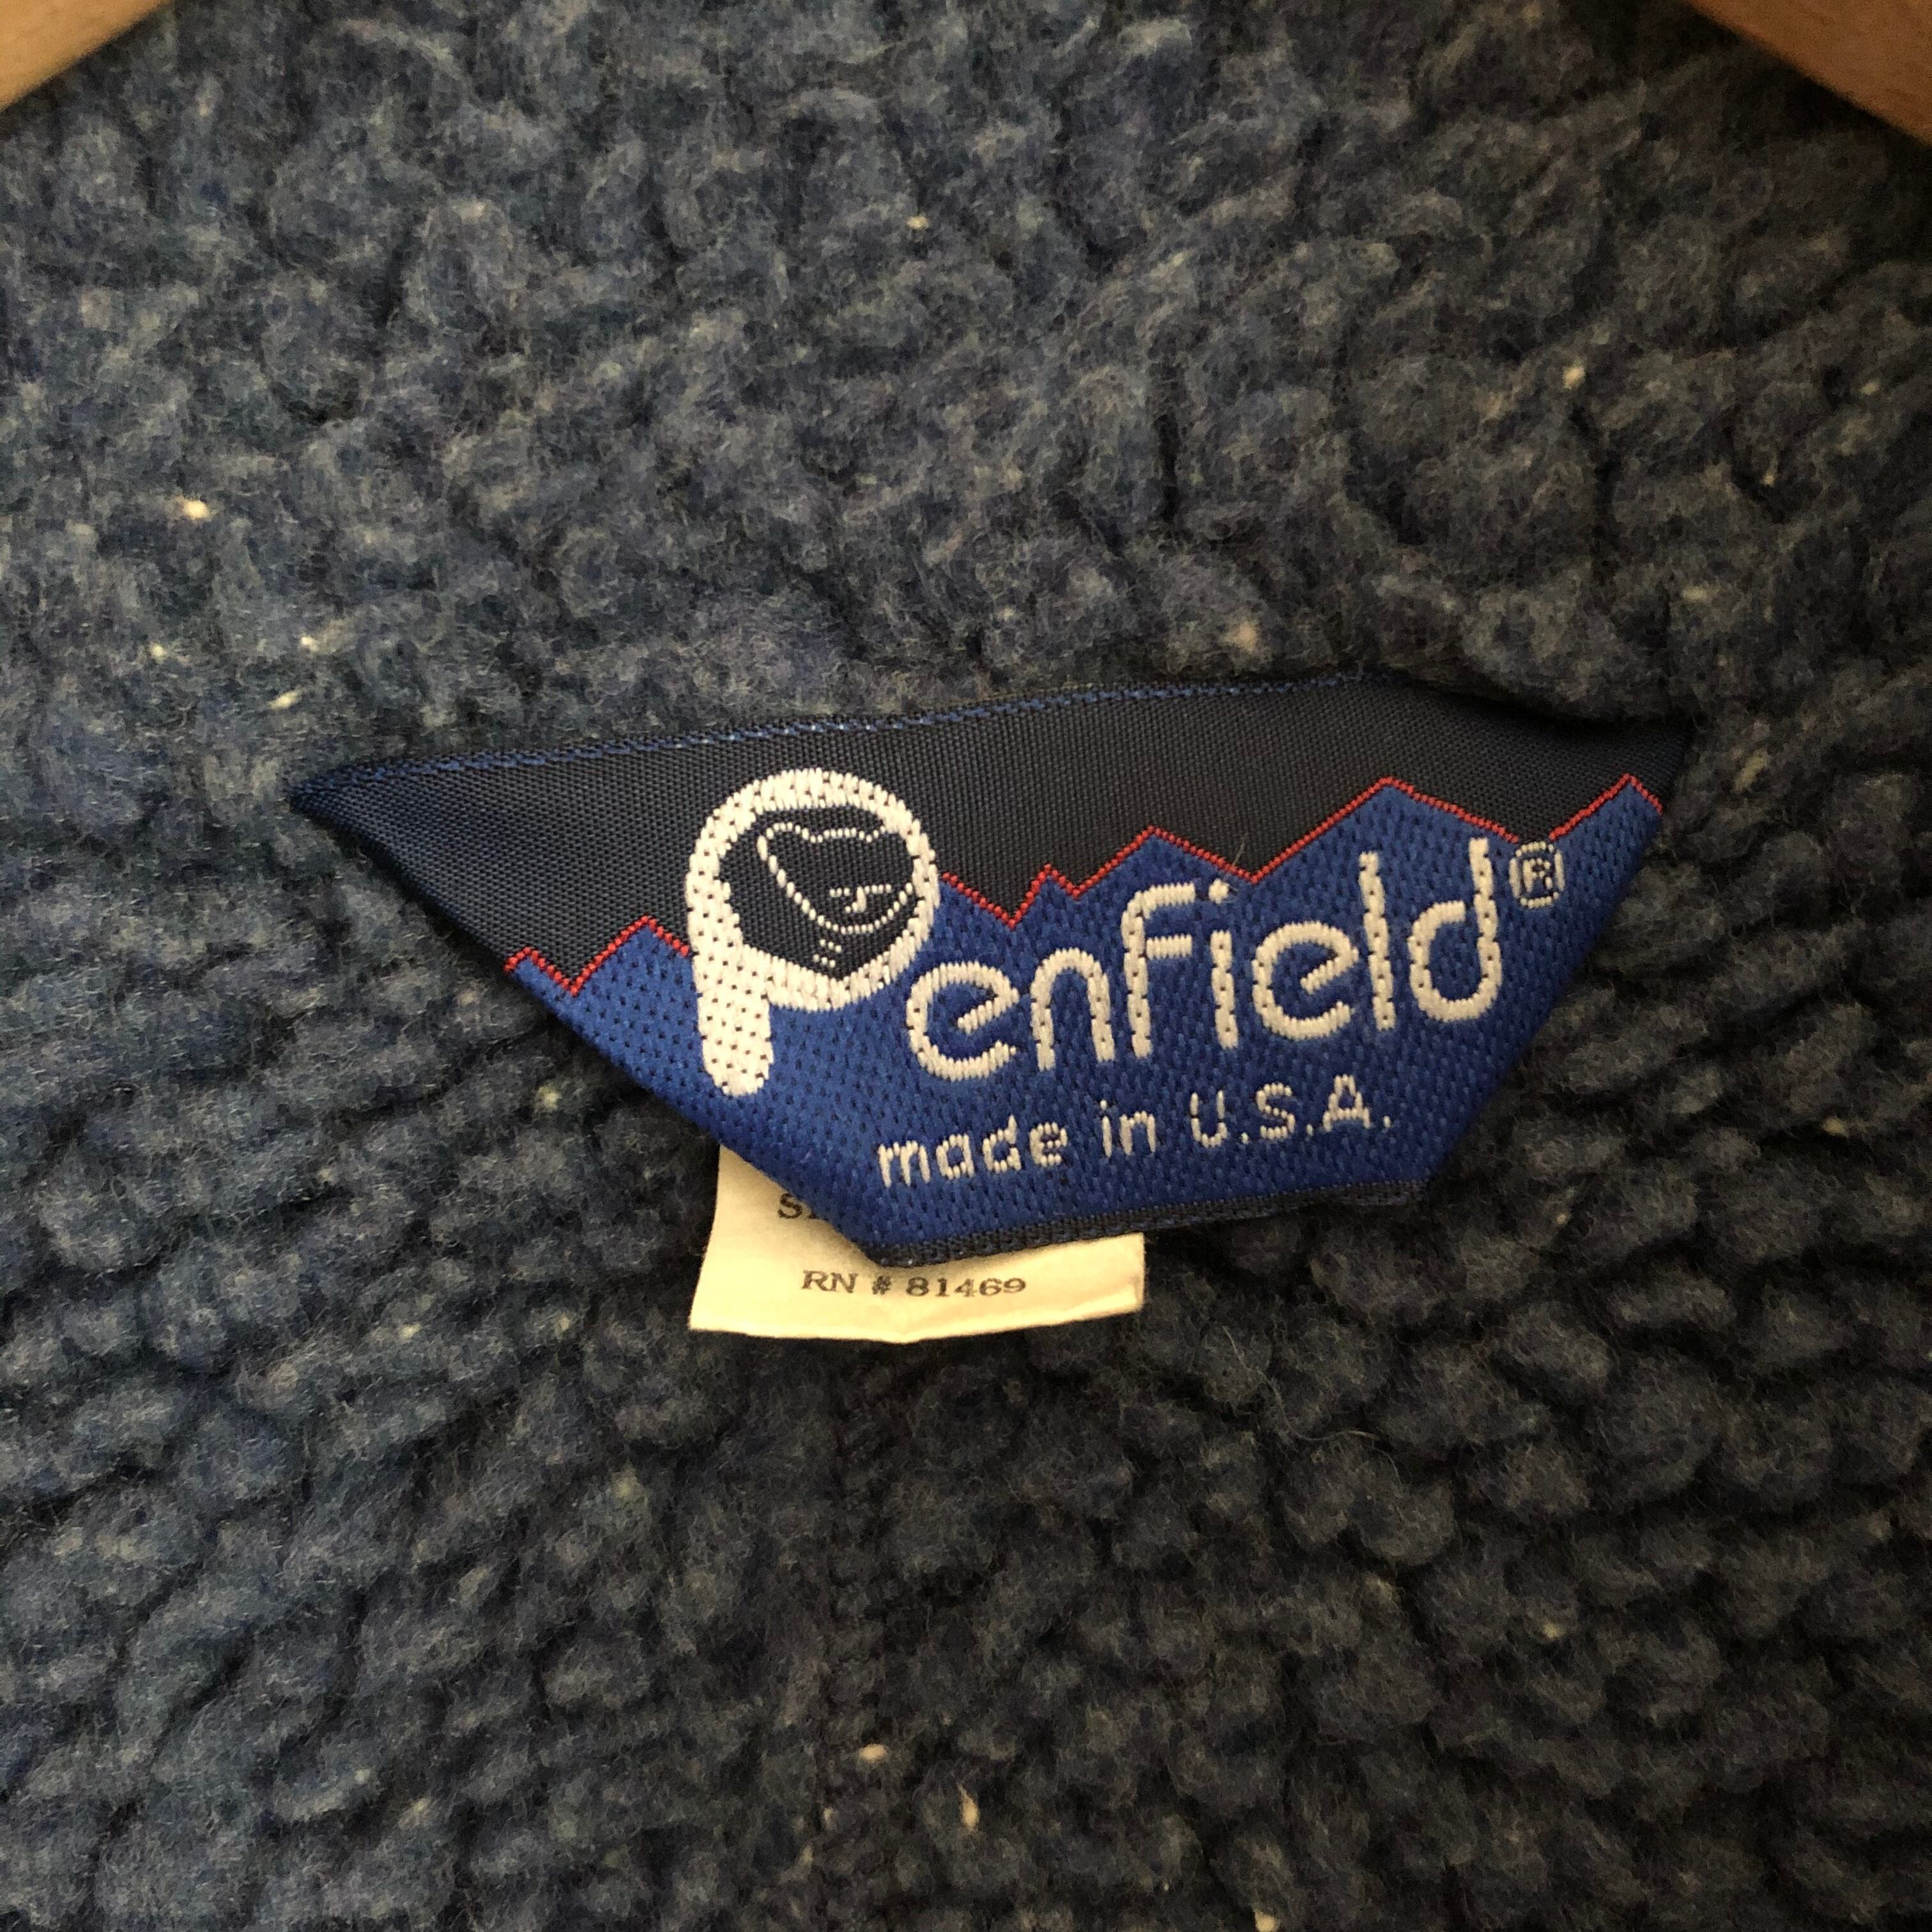 Penfield®
made in U.S.A.
RN # 81469